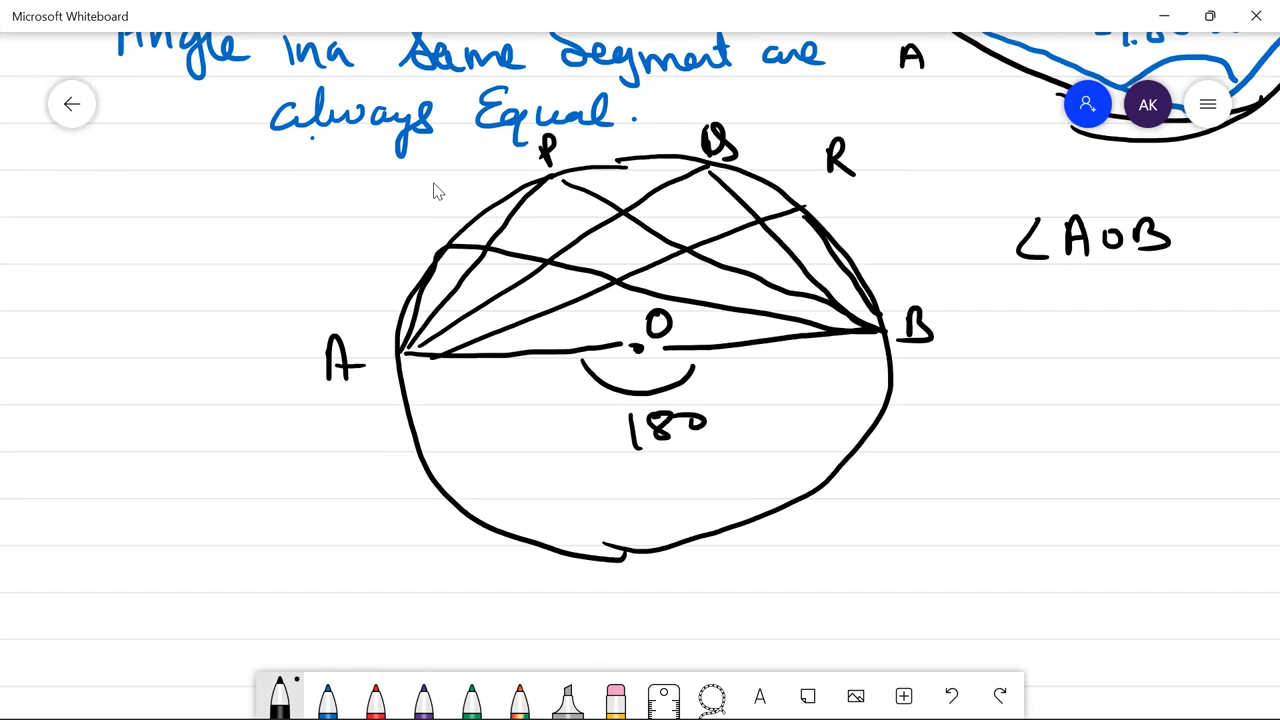 Microsoft Whiteboard
Angle in a Same Segment are
always Equal.
A
AK
P
R
∠AOB
O
B
A
180
A